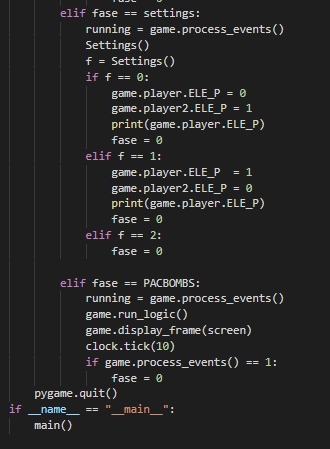 elif fase == settings:
running = game.process_events()
Settings()
f = Settings()
if f == 0:
game.player.ELE_P = 0
game.player2.ELE_P = 1
print(game.player.ELE_P)
fase = 0
elif f == 1:
game.player.ELE_P  = 1
game.player2.ELE_P = 0
print(game.player.ELE_P)
fase = 0
elif f == 2:
fase = 0
elif fase == PACBOMBS:
running = game.process_events()
game.run_logic()
game.display_frame(screen)
clock.tick(10)
if game.process_events() == 1:
fase = 0
pygame.quit()
if __name__ == "__main__":
main()